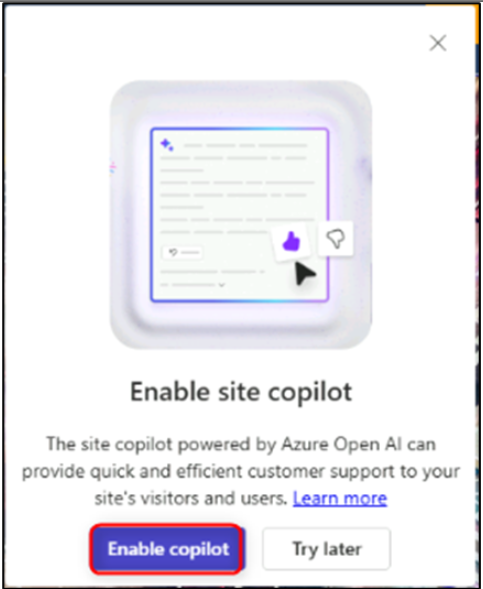 Enable site copilot
The site copilot powered by Azure Open AI can
provide quick and efficient customer support to your
site's visitors and users. Learn more
Enable copilot
Try later